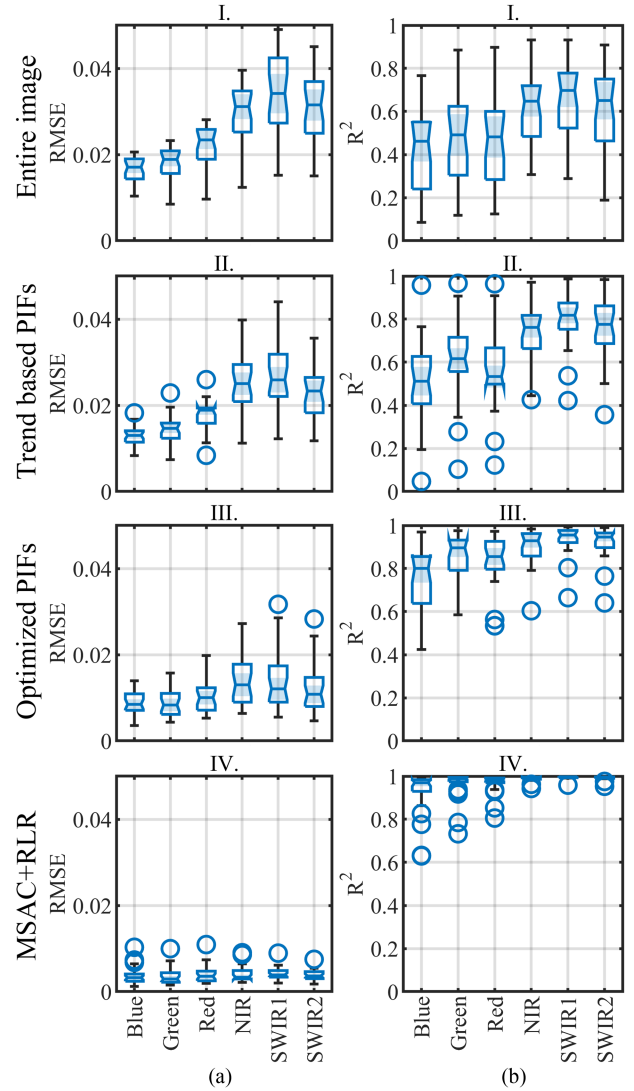 I. I.
Entire image
RMSE
0.04
0.02
0
R²
1
0.8
0.6
0.4
0.2
0
II. II.
Trend based PIFs
RMSE
0.04
0.02
0
R²
1
0.8
0.6
0.4
0.2
0
III. III.
Optimized PIFs
RMSE
0.04
0.02
0
R²
1
0.8
0.6
0.4
0.2
0
IV. IV.
MSAC+RLR
RMSE
0.04
0.02
0
R²
1
0.8
0.6
0.4
0.2
0
Blue Green Red NIR SWIR1 SWIR2
Blue Green Red NIR SWIR1 SWIR2
(a) (b)